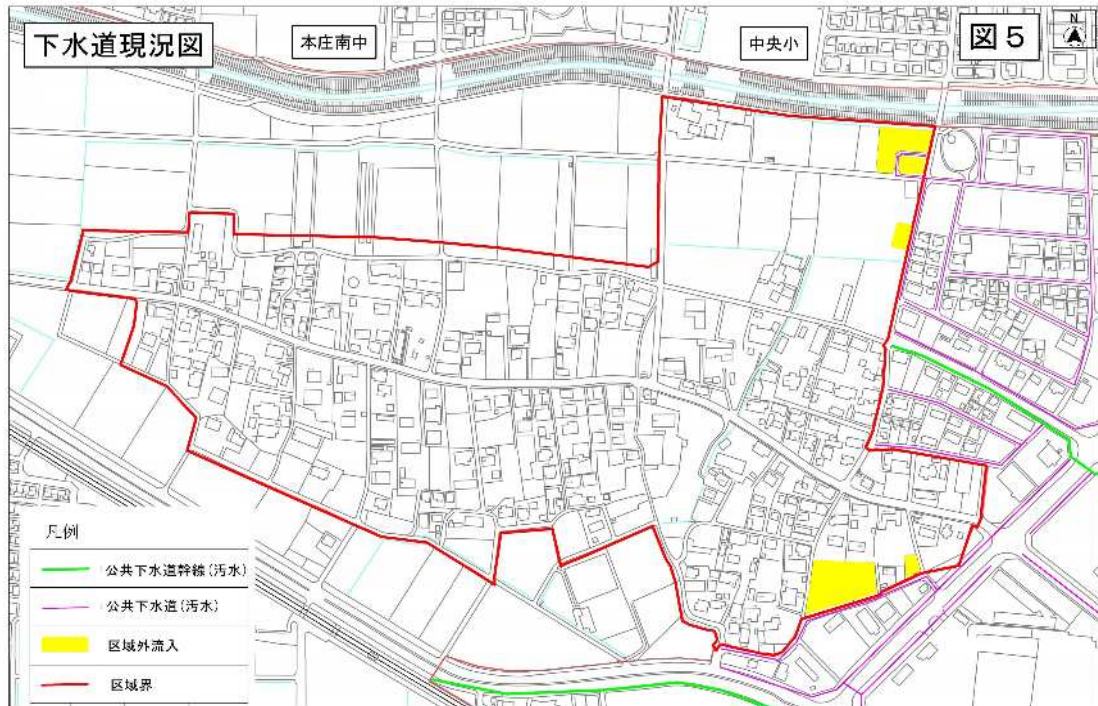 下水道現況図
本庄南中
中央小
図5
N
凡例
公共下水道幹線(汚水)
公共下水道(汚水)
区域外流入
区域界